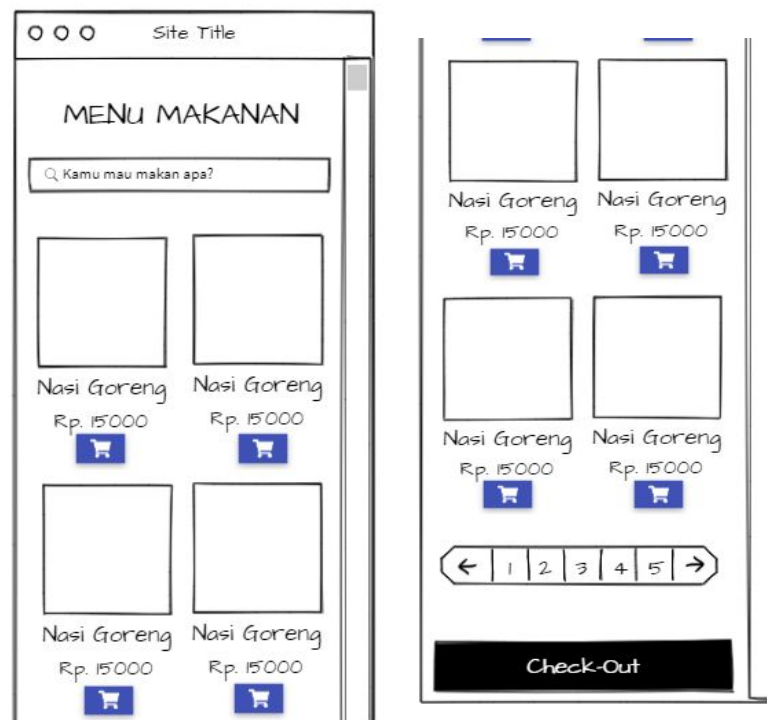 Site Title
MENU MAKANAN
Kamu mau makan apa?
Nasi Goreng Nasi Goreng
Rp. 15000 Rp. 15000
Nasi Goreng Nasi Goreng
Rp. 15000 Rp. 15000
Nasi Goreng Nasi Goreng
Rp. 15000 Rp. 15000
Nasi Goreng Nasi Goreng
Rp. 15000 Rp. 15000
← 1 2 3 4 5 →
Check-Out